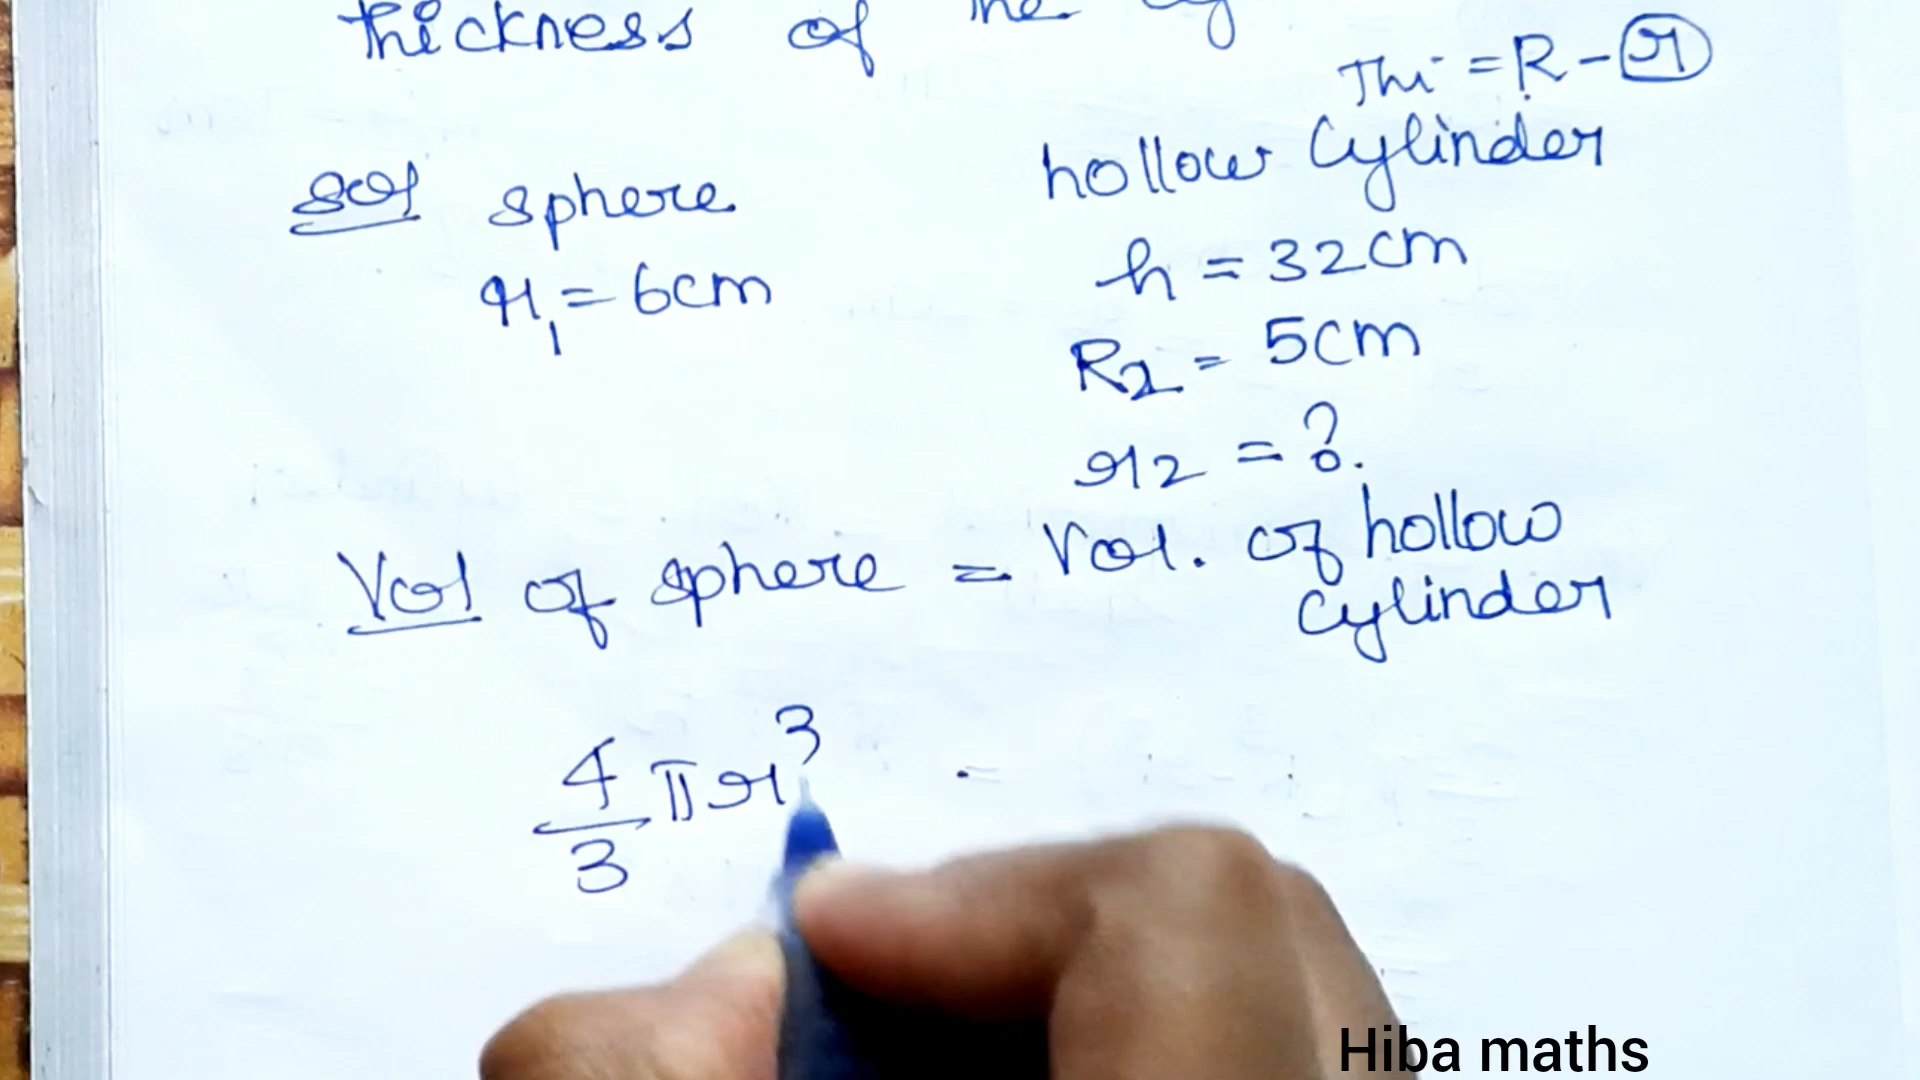 thickness of the
Thi = R - r
sol sphere
hollow Cylinder
r₁ = 6cm
h = 32cm
R₂ = 5cm
r₂ = ?.
Vol of sphere = Vol. of hollow
cylinder
4/3 πr³
Hiba maths